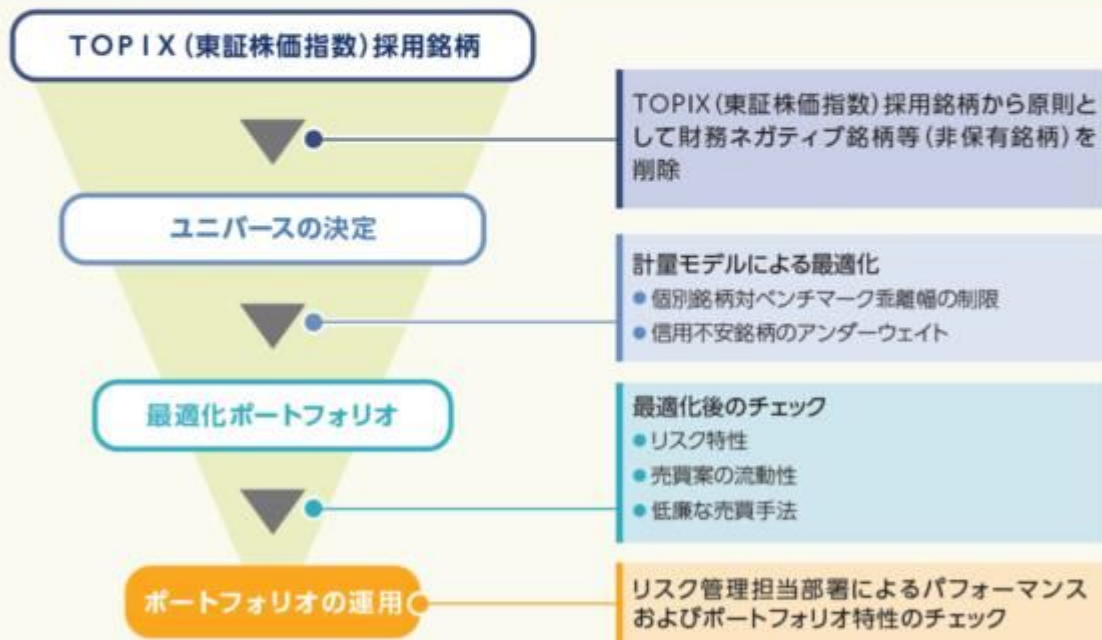 TOPIX(東証株価指数)採用銘柄
TOPIX(東証株価指数)採用銘柄から原則と
して財務ネガティブ銘柄等(非保有銘柄)を
削除
ユニバースの決定
計量モデルによる最適化
● 個別銘柄対ベンチマーク乖離幅の制限
● 信用不安銘柄のアンダーウェイト
最適化ポートフォリオ
最適化後のチェック
● リスク特性
● 売買案の流動性
● 低廉な売買手法
ポートフォリオの運用
リスク管理担当部署によるパフォーマンス
およびポートフォリオ特性のチェック